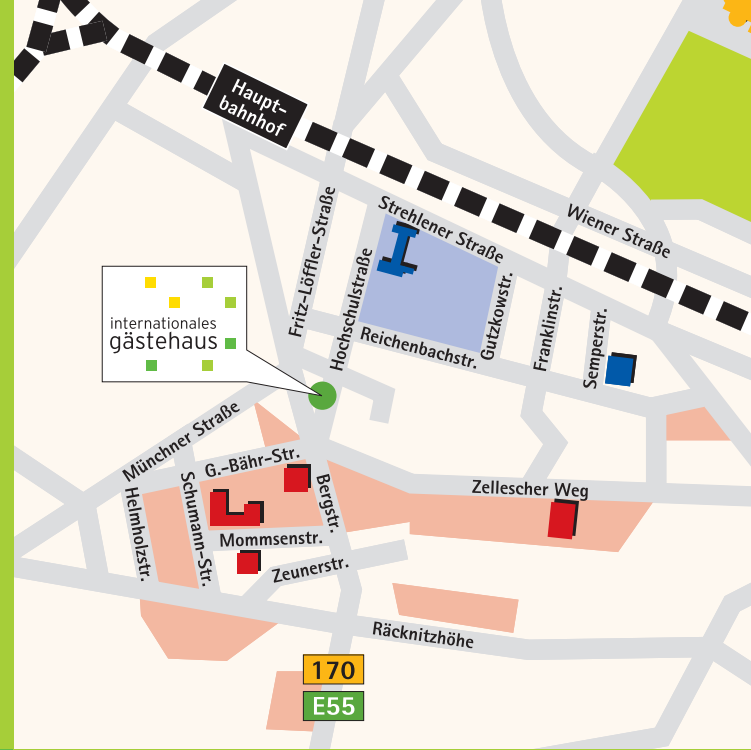 Haupt-
bahnhof
Wiener Straße
Strehlener Straße
Fritz-Löffler-Straße
Hochschulstraße
Gutzkowstr.
Franklinstr.
Semperstr.
Reichenbachstr.
internationales
gästehaus
Münchner Straße
G.-Bähr-Str.
Helmholzstr.
Schumann-Str.
Bergstr.
Zellescher Weg
Mommsenstr.
Zeunerstr.
Räcknitzhöhe
170
E55